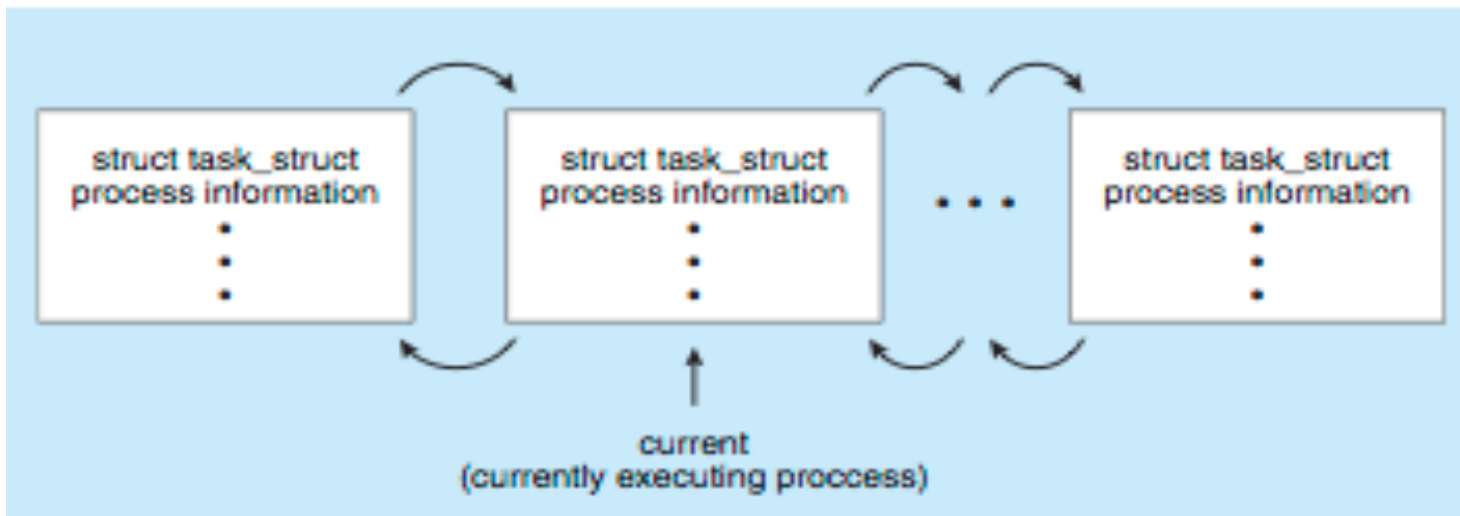 struct task_struct
process information
struct task_struct
process information
struct task_struct
process information
current
(currently executing proccess)